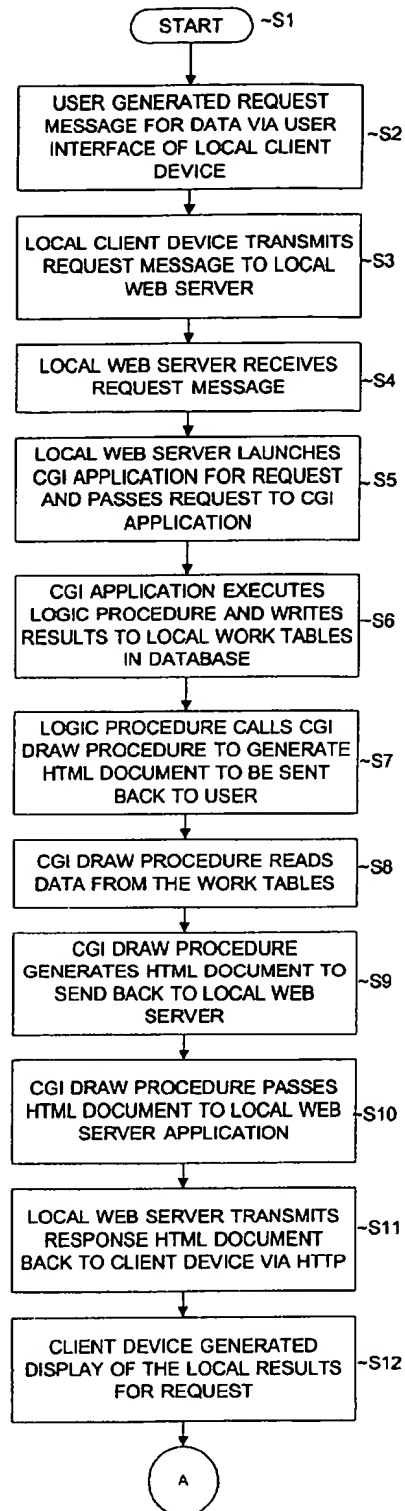 START ~S1
USER GENERATED REQUEST
MESSAGE FOR DATA VIA USER
INTERFACE OF LOCAL CLIENT
DEVICE
~S2
LOCAL CLIENT DEVICE TRANSMITS
REQUEST MESSAGE TO LOCAL
WEB SERVER
~S3
LOCAL WEB SERVER RECEIVES
REQUEST MESSAGE
~S4
LOCAL WEB SERVER LAUNCHES
CGI APPLICATION FOR REQUEST
AND PASSES REQUEST TO CGI
APPLICATION
~S5
CGI APPLICATION EXECUTES
LOGIC PROCEDURE AND WRITES
RESULTS TO LOCAL WORK TABLES
IN DATABASE
~S6
LOGIC PROCEDURE CALLS CGI
DRAW PROCEDURE TO GENERATE
HTML DOCUMENT TO BE SENT
BACK TO USER
~S7
CGI DRAW PROCEDURE READS
DATA FROM THE WORK TABLES
~S8
CGI DRAW PROCEDURE
GENERATES HTML DOCUMENT TO
SEND BACK TO LOCAL WEB
SERVER
~S9
CGI DRAW PROCEDURE PASSES
HTML DOCUMENT TO LOCAL WEB
SERVER APPLICATION
~S10
LOCAL WEB SERVER TRANSMITS
RESPONSE HTML DOCUMENT
BACK TO CLIENT DEVICE VIA HTTP
~S11
CLIENT DEVICE GENERATED
DISPLAY OF THE LOCAL RESULTS
FOR REQUEST
~S12
A